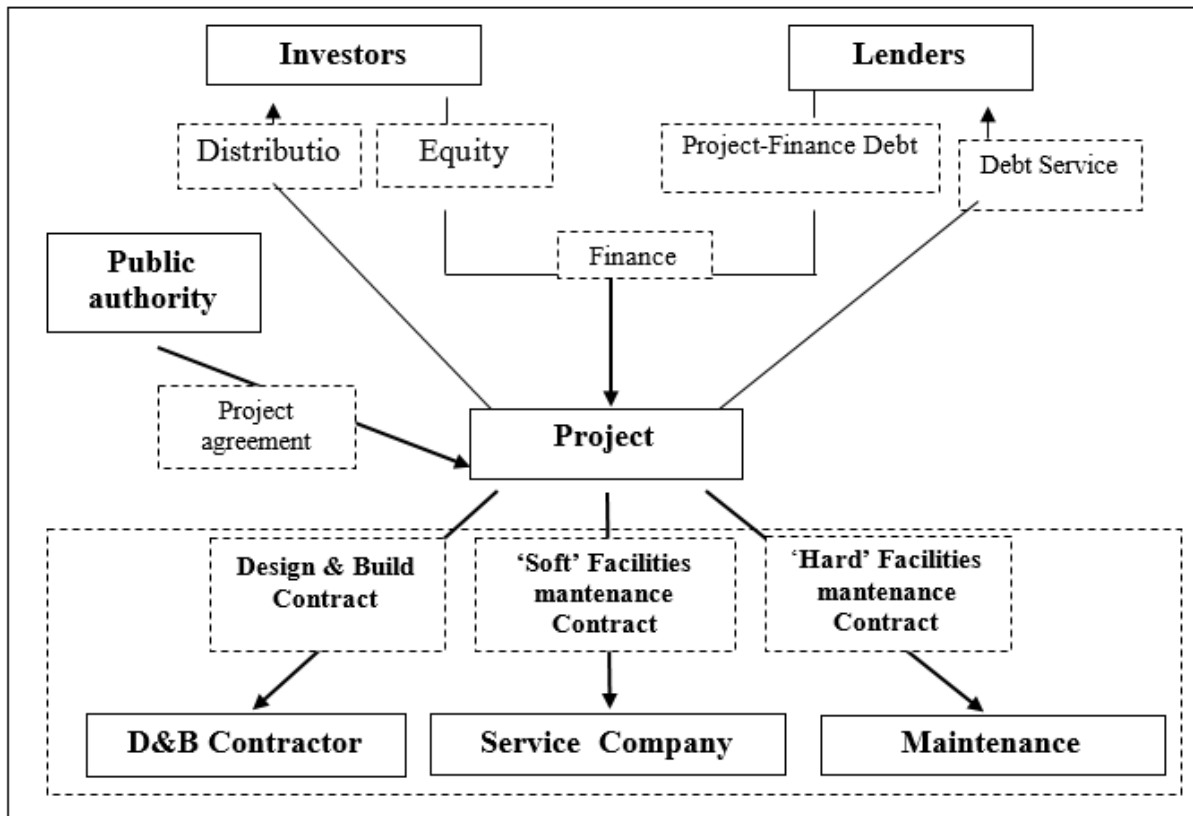 Investors
Lenders
Distributio
Equity
Project-Finance Debt
Debt Service
Public
authority
Finance
Project
agreement
Project
Design & Build
Contract
‘Soft’ Facilities
mantenance
Contract
‘Hard’ Facilities
mantenance
Contract
D&B Contractor
Service Company
Maintenance